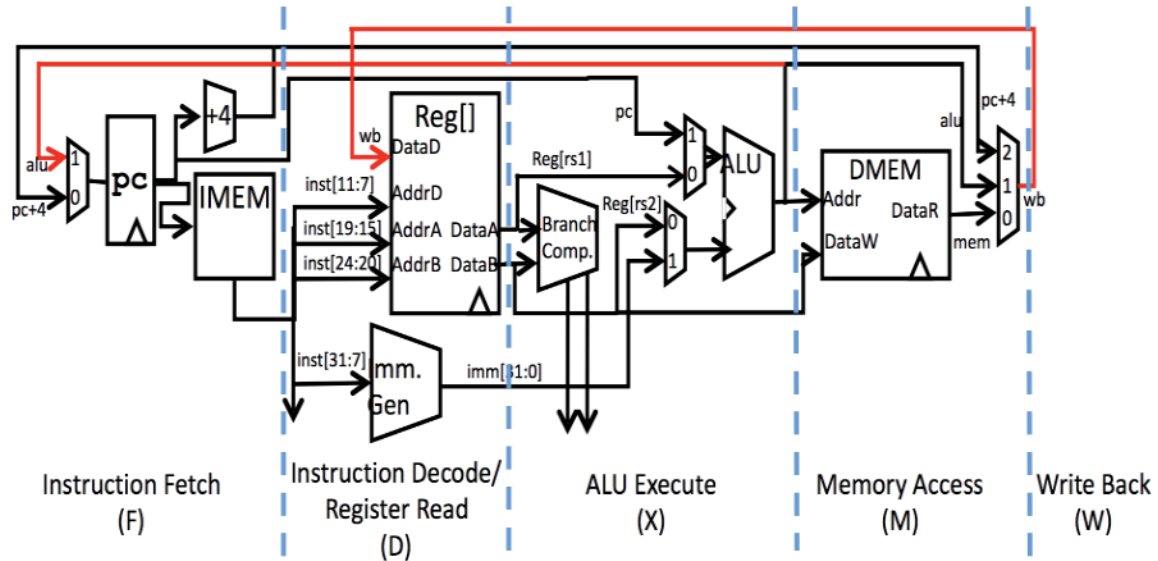 pc+4
alu
1
0
pc
+4
IMEM
wb
Reg[]
DataD
AddrD
AddrA
AddrB
DataA
DataB
inst[11:7]
inst[19:15]
inst[24:20]
inst[31:7]
mm.
Gen
imm[31:0]
pc
Reg[rs1]
Reg[rs2]
Branch
Comp.
1
0
0
1
ALU
DMEM
Addr
DataR
DataW
pc+4
alu
mem
2
1
0
wb
Instruction Fetch
(F)
Instruction Decode/
Register Read
(D)
ALU Execute
(X)
Memory Access
(M)
Write Back
(W)